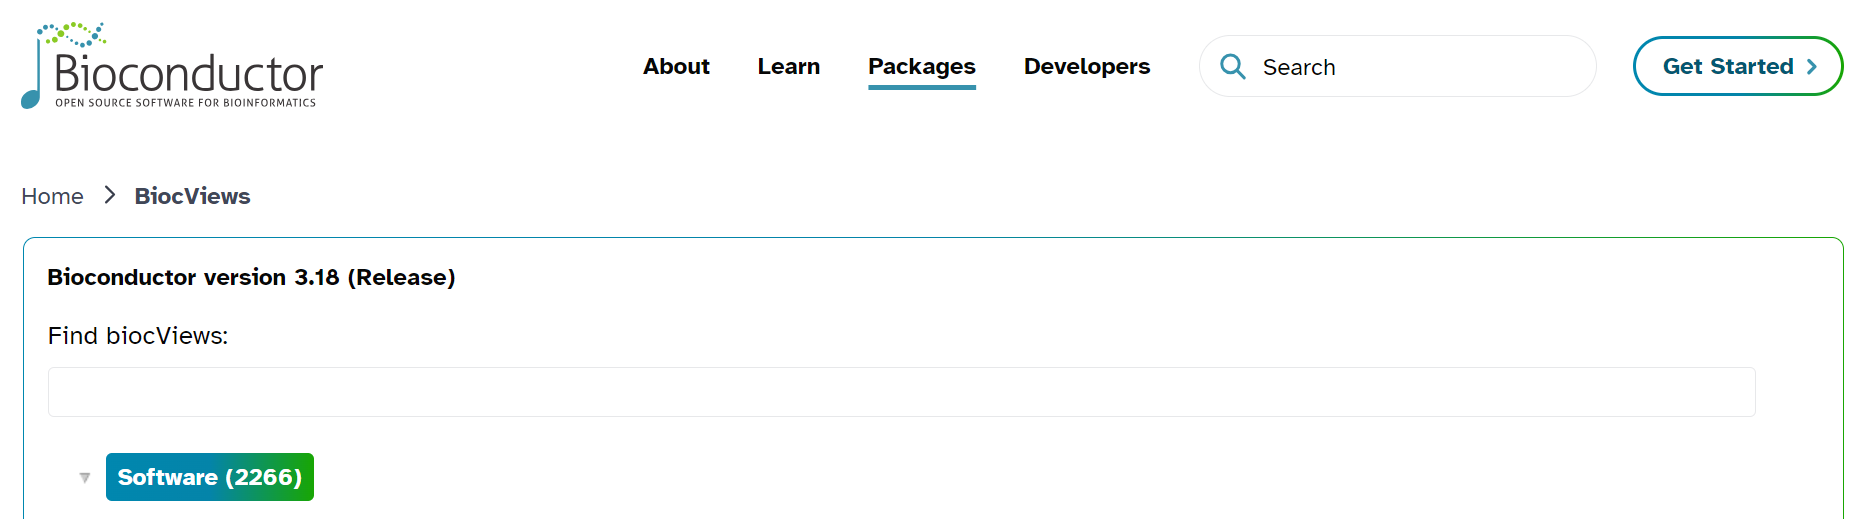 Bioconductor
OPEN SOURCE SOFTWARE FOR BIOINFORMATICS
About Learn Packages Developers Search Get Started
Home BiocViews
Bioconductor version 3.18 (Release)
Find biocViews:
Software (2266)